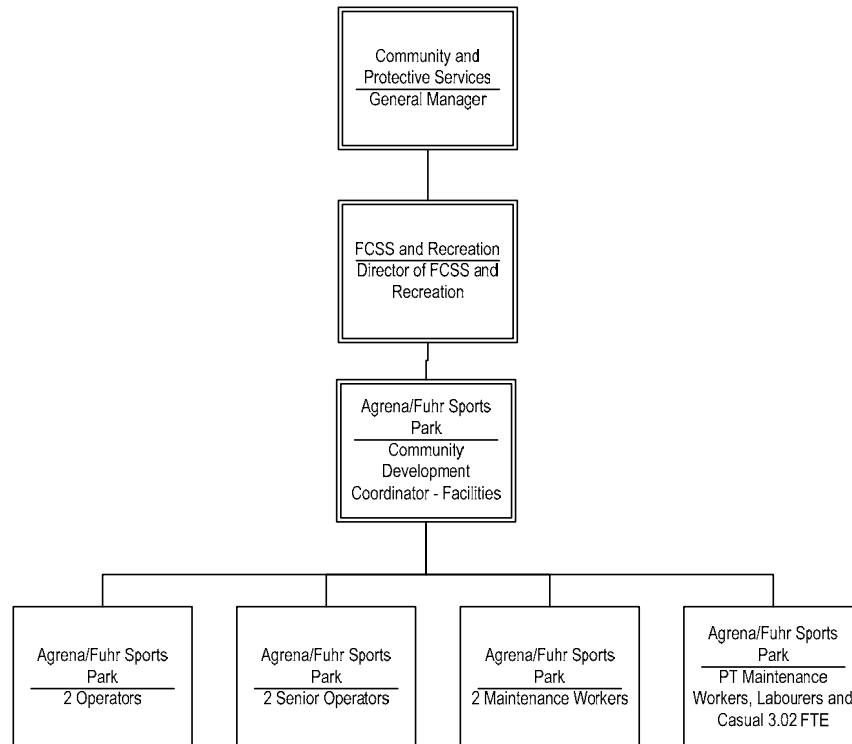 Community and
Protective Services
General Manager
FCSS and Recreation
Director of FCSS and
Recreation
Agrena/Fuhr Sports
Park
Community
Development
Coordinator - Facilities
Agrena/Fuhr Sports
Park
2 Operators
Agrena/Fuhr Sports
Park
2 Senior Operators
Agrena/Fuhr Sports
Park
2 Maintenance Workers
Agrena/Fuhr Sports
Park
PT Maintenance
Workers, Labourers and
Casual 3.02 FTE